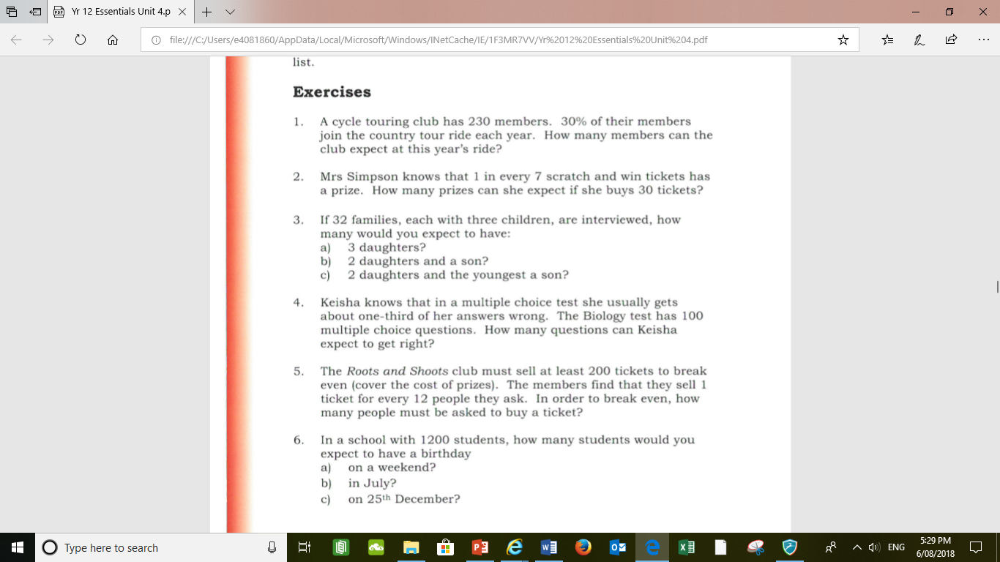 Yr 12 Essentials Unit 4.p
file:///C:/Users/e4081860/AppData/Local/Microsoft/Windows/INetCache/IE/1F3MR7VV/Yr%2012%20Essentials%20Unit%204.pdf
list.
Exercises
1. A cycle touring club has 230 members. 30% of their members
join the country tour ride each year. How many members can the
club expect at this year's ride?
2. Mrs Simpson knows that 1 in every 7 scratch and win tickets has
a prize. How many prizes can she expect if she buys 30 tickets?
3. If 32 families, each with three children, are interviewed, how
many would you expect to have:
a) 3 daughters?
b) 2 daughters and a son?
c) 2 daughters and the youngest a son?
4. Keisha knows that in a multiple choice test she usually gets
about one-third of her answers wrong. The Biology test has 100
multiple choice questions. How many questions can Keisha
expect to get right?
5. The Roots and Shoots club must sell at least 200 tickets to break
even (cover the cost of prizes). The members find that they sell 1
ticket for every 12 people they ask. In order to break even, how
many people must be asked to buy a ticket?
6. In a school with 1200 students, how many students would you
expect to have a birthday
a) on a weekend?
b) in July?
c) on 25th December?
Type here to search
ENG
5:29 PM
6/08/2018